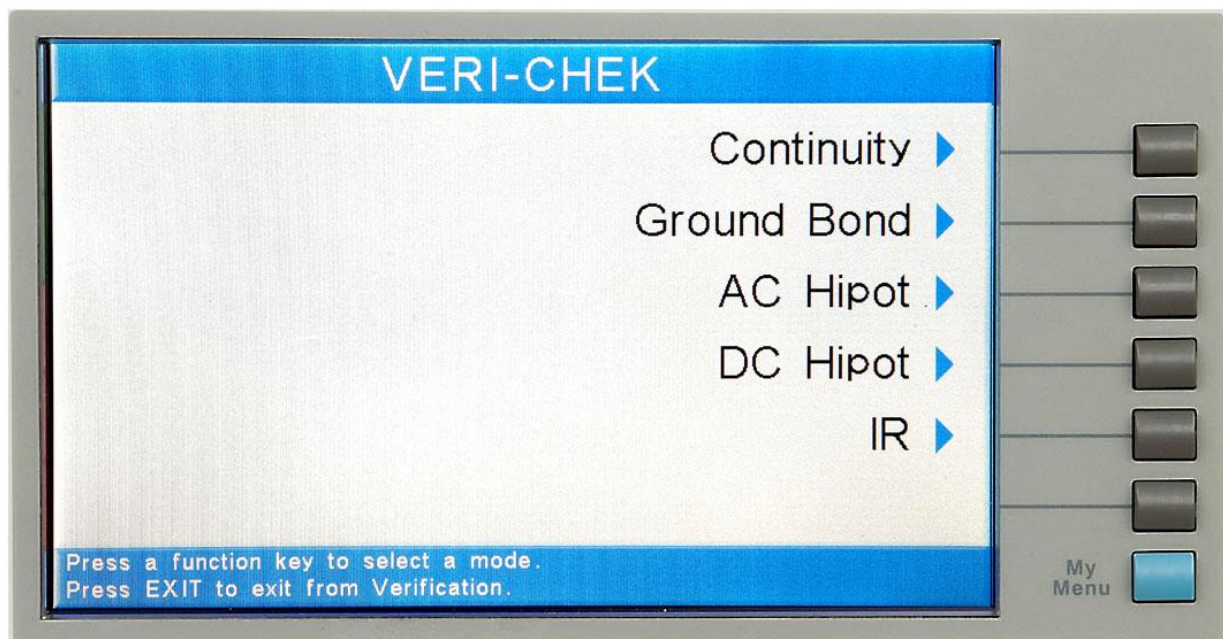 VERI-CHEK
Continuity
Ground Bond
AC Hipot
DC Hipot
IR
Press a function key to select a mode.
Press EXIT to exit from Verification.
My
Menu